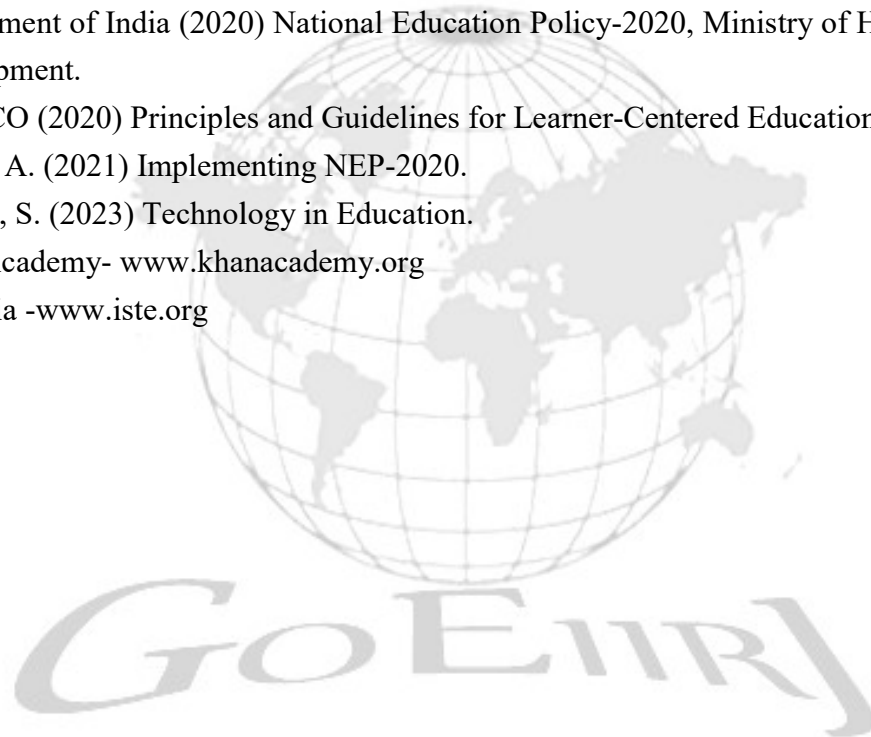 ment of India (2020) National Education Policy-2020, Ministry of H
pment.
CO (2020) Principles and Guidelines for Learner-Centered Education
A. (2021) Implementing NEP-2020.
, S. (2023) Technology in Education.
cademy- www.khanacademy.org
ia -www.iste.org
GOEIIRJ